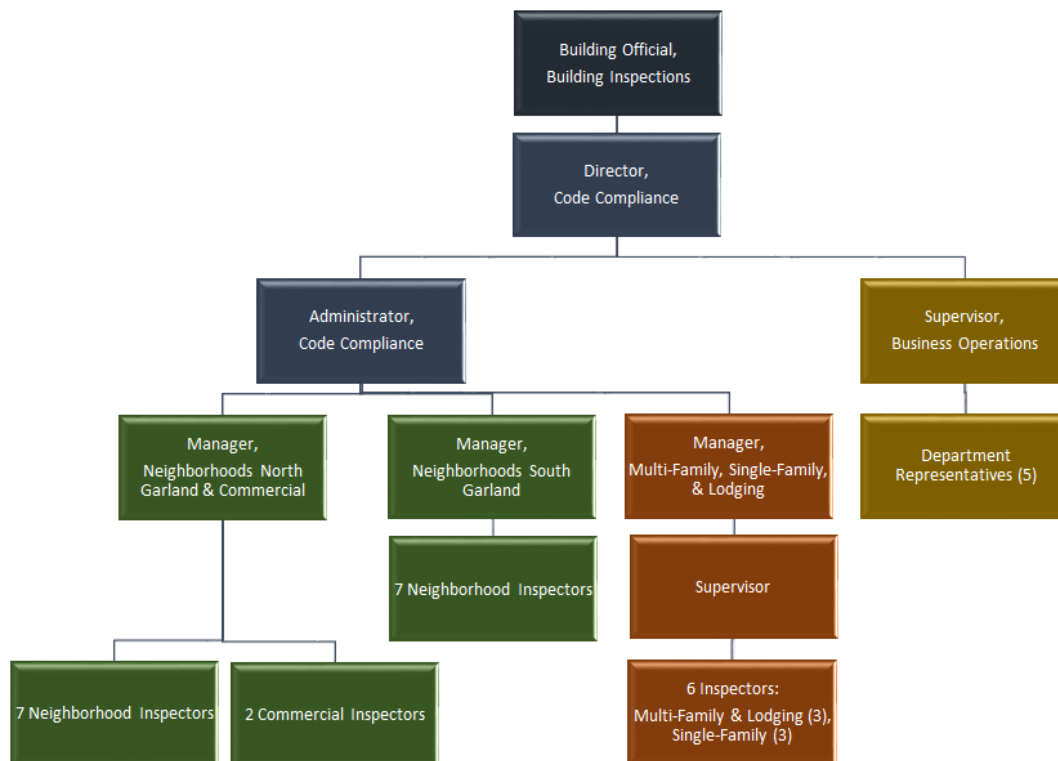 Building Official,
Building Inspections
Director,
Code Compliance
Administrator,
Code Compliance
Supervisor,
Business Operations
Manager,
Neighborhoods North
Garland & Commercial
Manager,
Neighborhoods South
Garland
Manager,
Multi-Family, Single-Family,
& Lodging
Department
Representatives (5)
7 Neighborhood Inspectors
Supervisor
7 Neighborhood Inspectors
2 Commercial Inspectors
6 Inspectors:
Multi-Family & Lodging (3),
Single-Family (3)